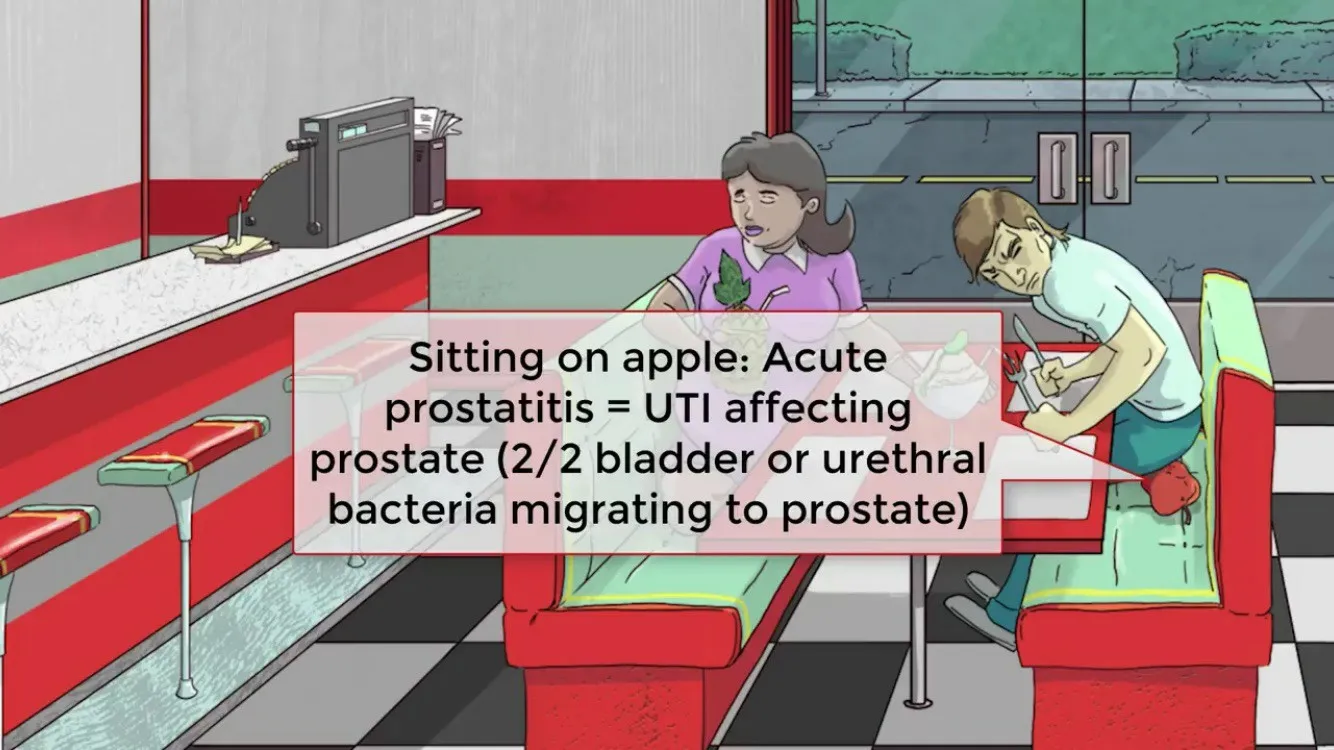 Sitting on apple: Acute
prostatitis = UTI affecting
prostate (2/2 bladder or urethral
bacteria migrating to prostate)